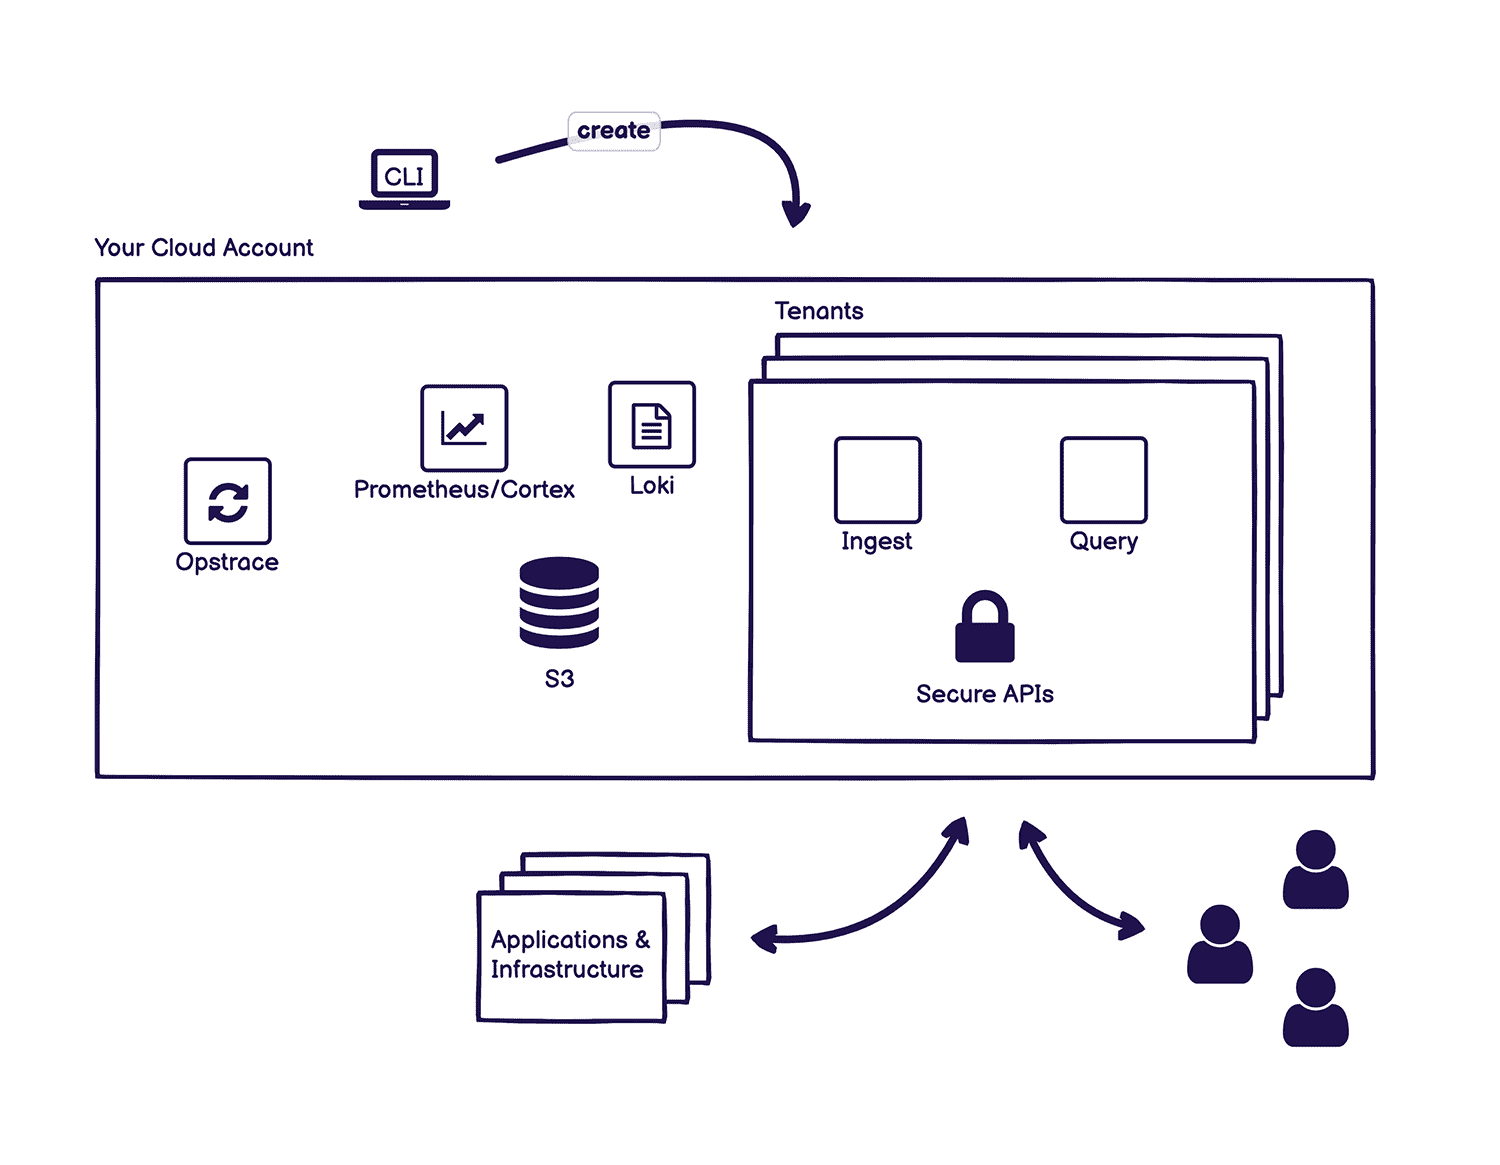 create
CLI
Your Cloud Account
Tenants
Prometheus/Cortex
Loki
Opstrace
S3
Ingest
Query
Secure APIs
Applications &
Infrastructure